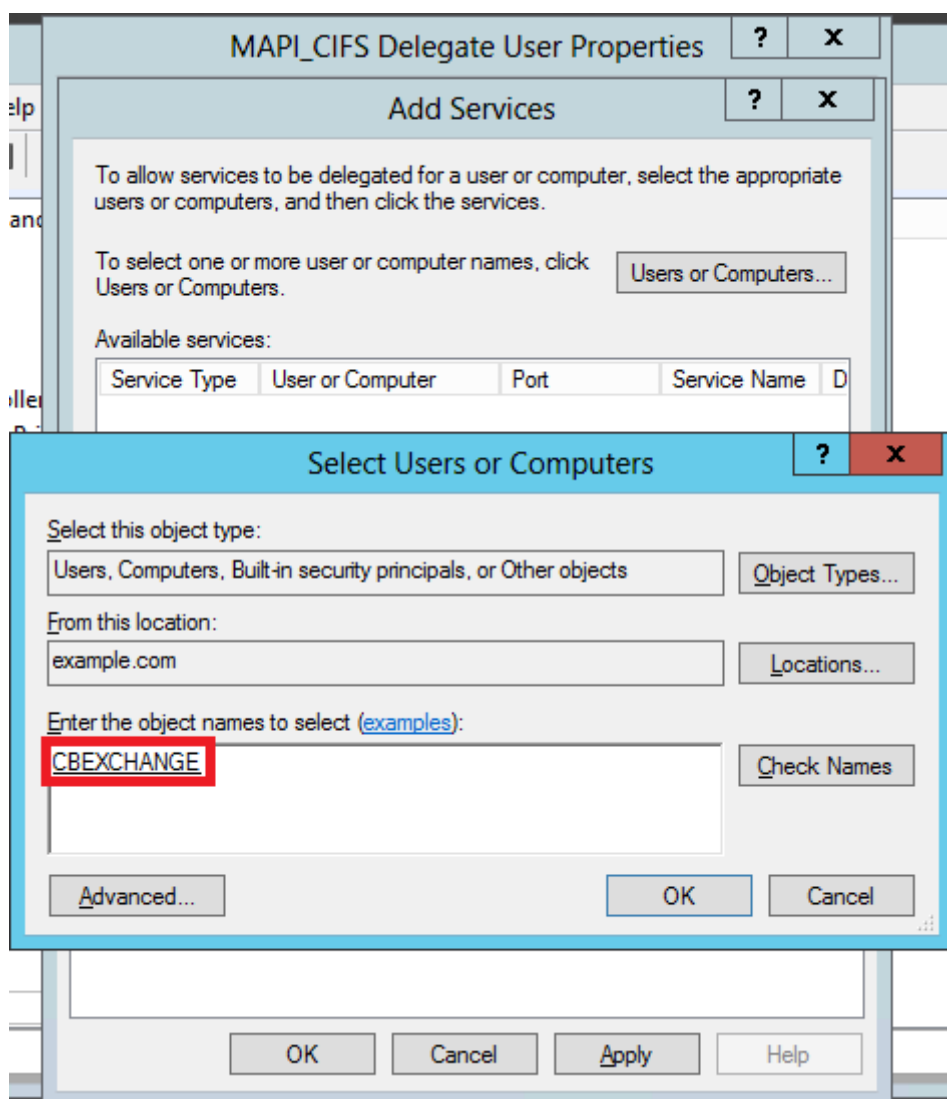 MAPI_CIFS Delegate User Properties
? x
Add Services
? x
To allow services to be delegated for a user or computer, select the appropriate
users or computers, and then click the services.
To select one or more user or computer names, click
Users or Computers.
Users or Computers...
Available services:
Service Type User or Computer Port Service Name D
Select Users or Computers
? x
Select this object type:
Users, Computers, Built-in security principals, or Other objects
Object Types...
From this location:
example.com
Locations...
Enter the object names to select (examples):
CBEXCHANGE
Check Names
Advanced...
OK Cancel
OK Cancel Apply Help